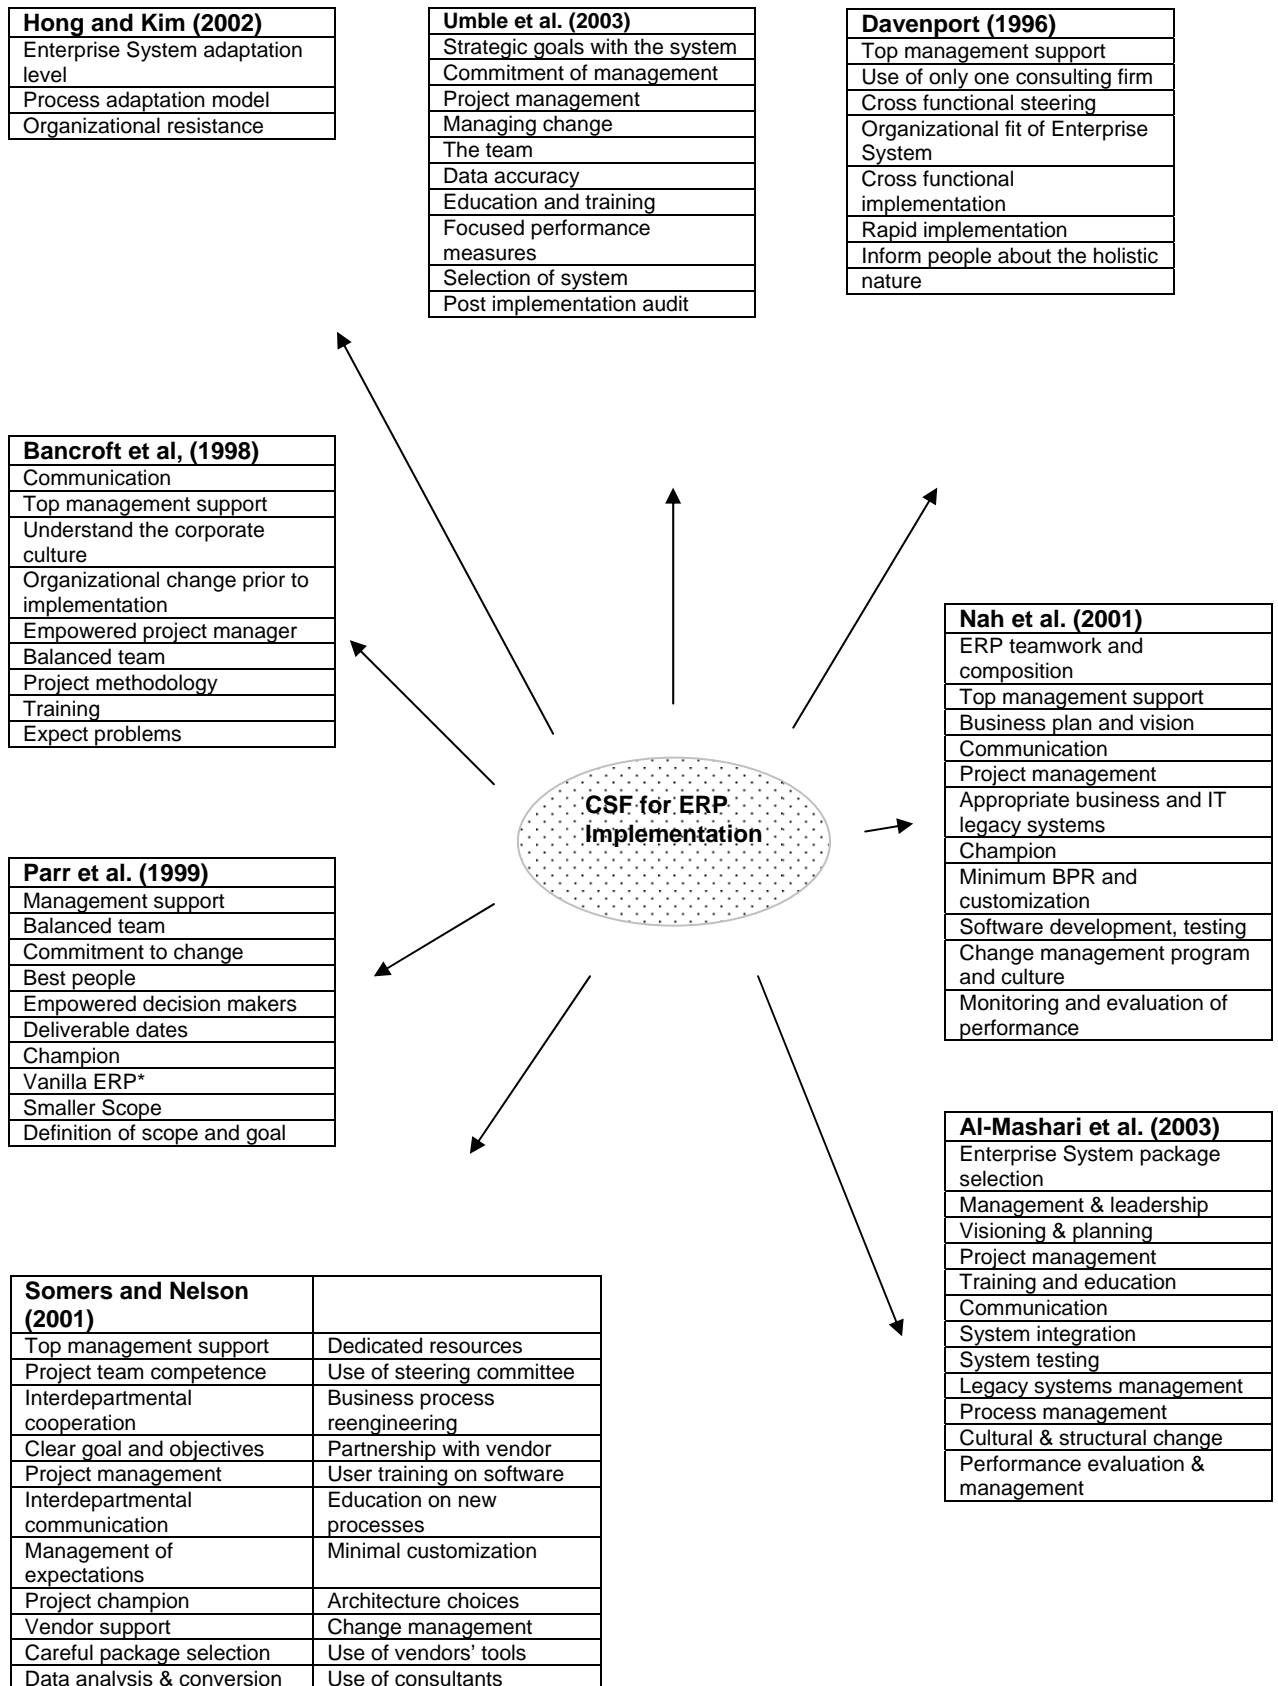 Hong and Kim (2002)
Enterprise System adaptation
level
Process adaptation model
Organizational resistance
Umble et al. (2003)
Strategic goals with the system
Commitment of management
Project management
Managing change
The team
Data accuracy
Education and training
Focused performance
measures
Selection of system
Post implementation audit
Davenport (1996)
Top management support
Use of only one consulting firm
Cross functional steering
Organizational fit of Enterprise
System
Cross functional
implementation
Rapid implementation
Inform people about the holistic
nature
Bancroft et al, (1998)
Communication
Top management support
Understand the corporate
culture
Organizational change prior to
implementation
Empowered project manager
Balanced team
Project methodology
Training
Expect problems
Nah et al. (2001)
ERP teamwork and
composition
Top management support
Business plan and vision
Communication
Project management
Appropriate business and IT
legacy systems
Champion
Minimum BPR and
customization
Software development, testing
Change management program
and culture
Monitoring and evaluation of
performance
CSF for ERP
Implementation
Parr et al. (1999)
Management support
Balanced team
Commitment to change
Best people
Empowered decision makers
Deliverable dates
Champion
Vanilla ERP*
Smaller Scope
Definition of scope and goal
Al-Mashari et al. (2003)
Enterprise System package
selection
Management & leadership
Visioning & planning
Project management
Training and education
Communication
System integration
System testing
Legacy systems management
Process management
Cultural & structural change
Performance evaluation &
management
Somers and Nelson
(2001)
Top management support
Dedicated resources
Project team competence
Use of steering committee
Interdepartmental
cooperation
Business process
reengineering
Clear goal and objectives
Partnership with vendor
Project management
User training on software
Interdepartmental
communication
Education on new
processes
Management of
expectations
Minimal customization
Project champion
Architecture choices
Vendor support
Change management
Careful package selection
Use of vendors' tools
Data analysis & conversion
Use of consultants